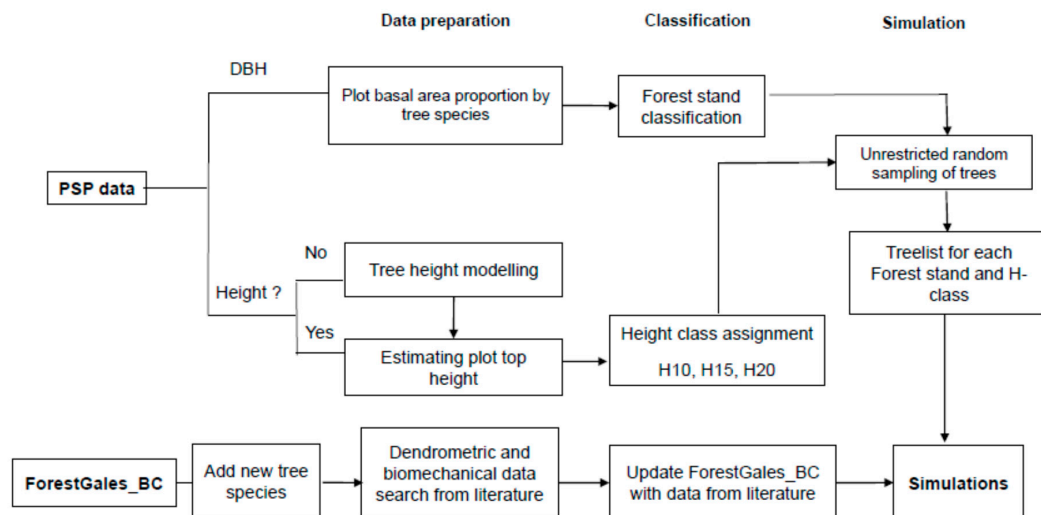 Data preparation
Classification
Simulation
DBH
Plot basal area proportion by
tree species
Forest stand
classification
Unrestricted random
sampling of trees
PSP data
No
Tree height modelling
Treelist for each
Forest stand and H-
class
Height ?
Yes
Estimating plot top
height
Height class assignment
H10, H15, H20
ForestGales_BC
Add new tree
species
Dendrometric and
biomechanical data
search from literature
Update ForestGales_BC
with data from literature
Simulations